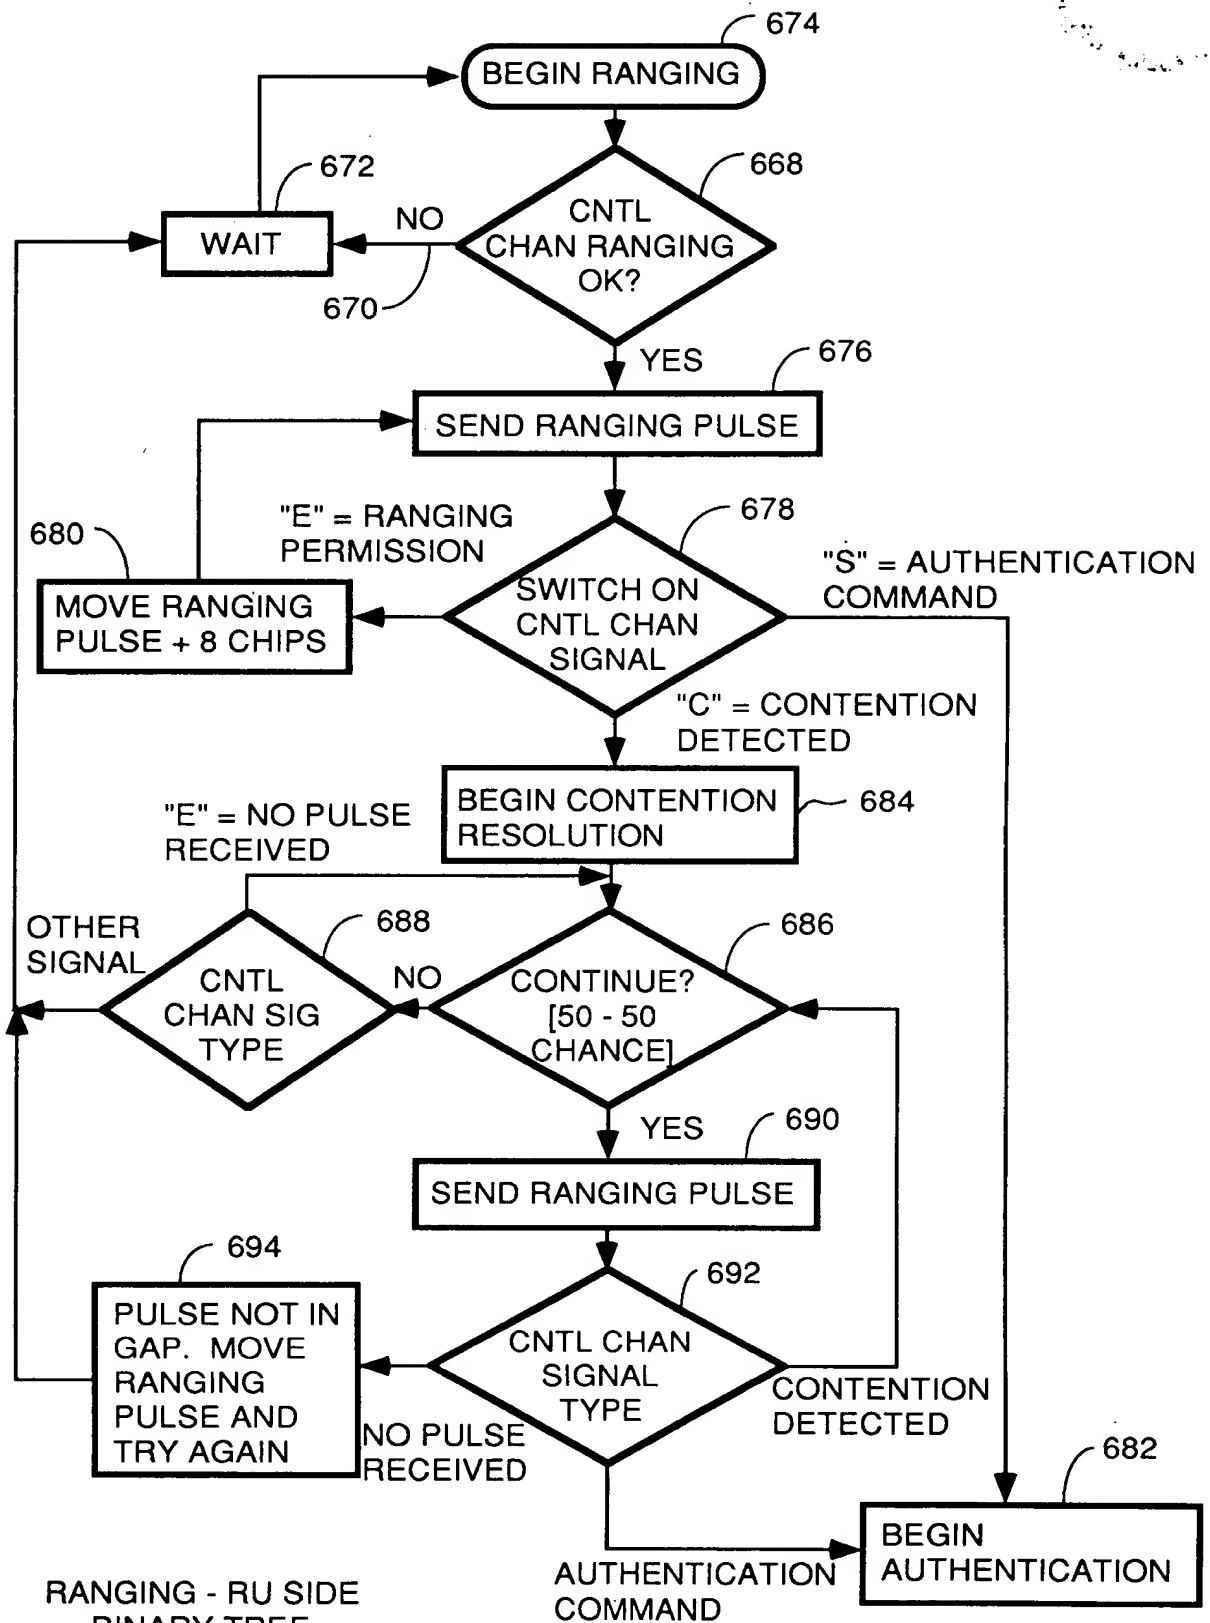 674
BEGIN RANGING
672
668
WAIT
NO
CNTL
CHAN RANGING
OK?
670
YES
676
SEND RANGING PULSE
678
680
"E" = RANGING
PERMISSION
"S" = AUTHENTICATION
COMMAND
MOVE RANGING
PULSE + 8 CHIPS
SWITCH ON
CNTL CHAN
SIGNAL
"C" = CONTENTION
DETECTED
BEGIN CONTENTION
RESOLUTION
684
"E" = NO PULSE
RECEIVED
OTHER
SIGNAL
688
686
CNTL
CHAN SIG
TYPE
NO
CONTINUE?
[50 - 50
CHANCE]
YES
690
SEND RANGING PULSE
694
692
PULSE NOT IN
GAP. MOVE
RANGING
PULSE AND
TRY AGAIN
CNTL CHAN
SIGNAL
TYPE
CONTENTION
DETECTED
NO PULSE
RECEIVED
682
BEGIN
AUTHENTICATION
AUTHENTICATION
COMMAND
RANGING - RU SIDE
BINARY TREE